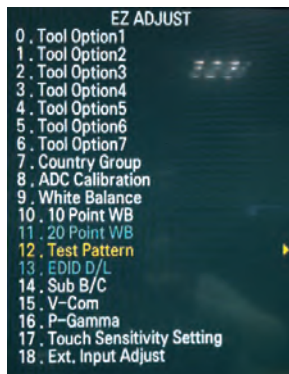 EZ ADJUST
0 . Tool Option1
1 . Tool Option2
2 . Tool Option3
3 . Tool Option4
4 . Tool Option5
5 . Tool Option6
6 . Tool Option7
7 . Country Group
8 . ADC Calibration
9 . White Balance
10 . 10 Point WB
11 . 20 Point WB
12 . Test Pattern
13 . EDID D/L
14 . Sub B/C
15 . V-Com
16 . P-Gamma
17 . Touch Sensitivity Setting
18 . Ext. Input Adjust